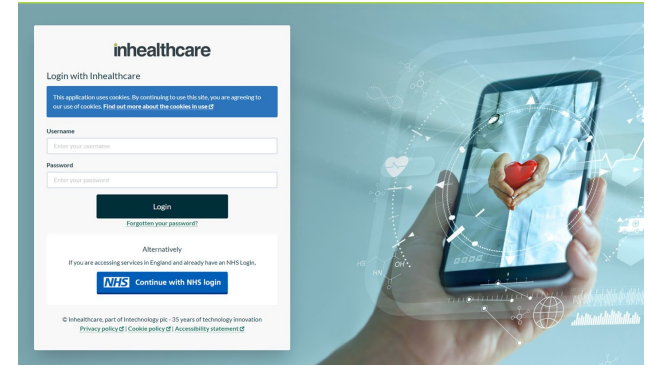 inhealthcare
Login with Inhealthcare
This application uses cookies. By continuing to use this site, you are agreeing to
our use of cookies. Find out more about the cookies in use
Username
Enter your username
Password
Enter your password
Login
Forgotten your password?
Alternatively
If you are accessing services in England and already have an NHS Login,
NHS Continue with NHS login
© Inhealthcare, part of Intechnology plc - 35 years of technology innovation
Privacy policy | Cookie policy | Accessibility statement
HO
HN
OH